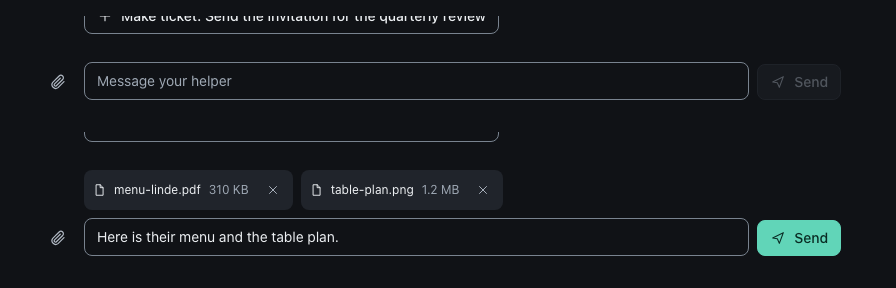 Make ticket: Send the invitation for the quarterly review
Message your helper
Send
menu-linde.pdf 310 KB
table-plan.png 1.2 MB
Here is their menu and the table plan.
Send